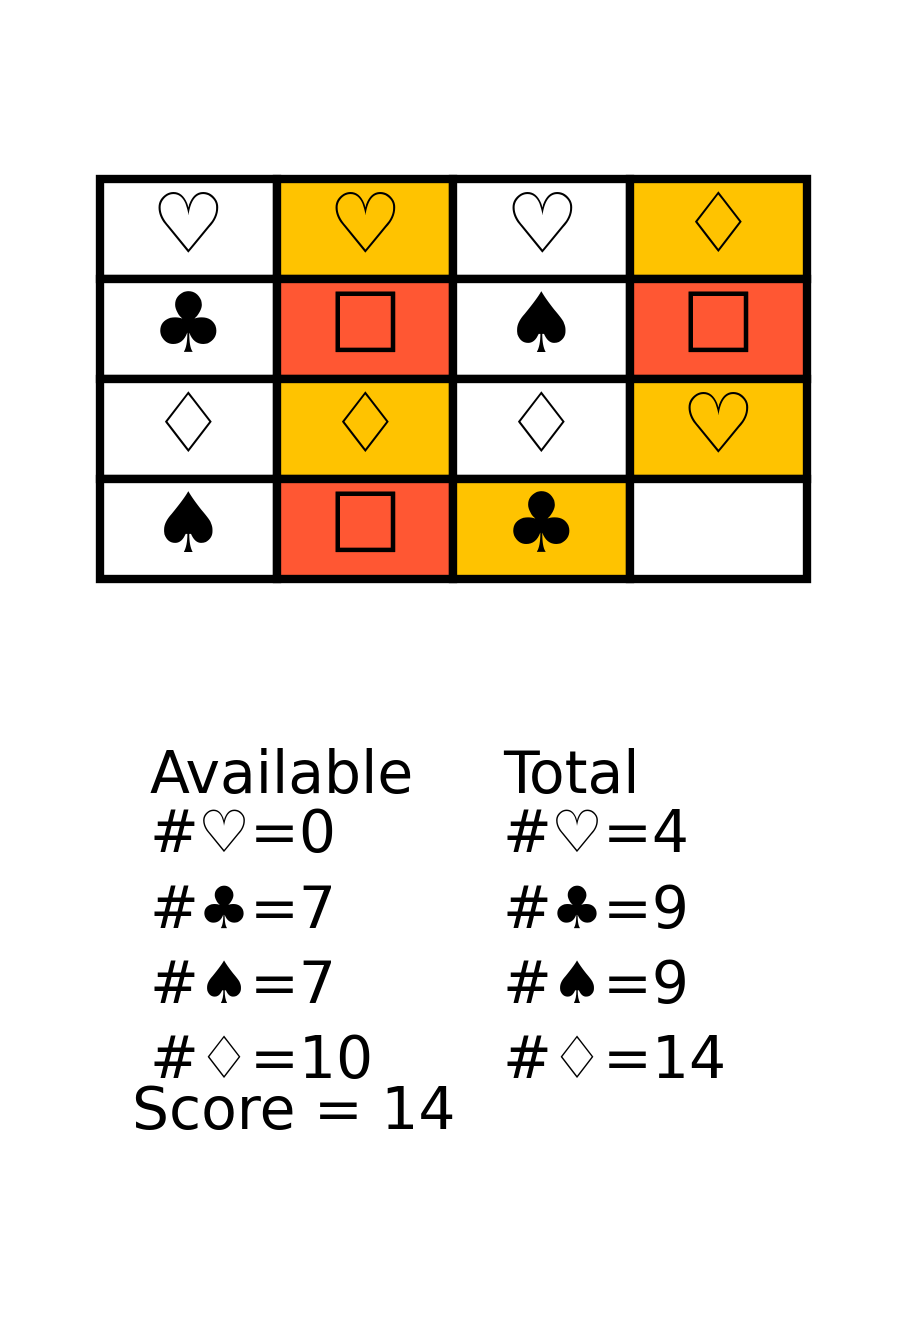 ♡ ♡ ♡ ♢
♣ □ ♠ □
♢ ♢ ♢ ♡
♠ □ ♣
Available Total
#♡=0 #♡=4
#♣=7 #♣=9
#♠=7 #♠=9
#♢=10 #♢=14
Score = 14